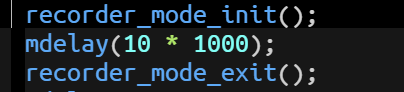 recorder_mode_init();
mdelay(10 * 1000);
recorder_mode_exit();